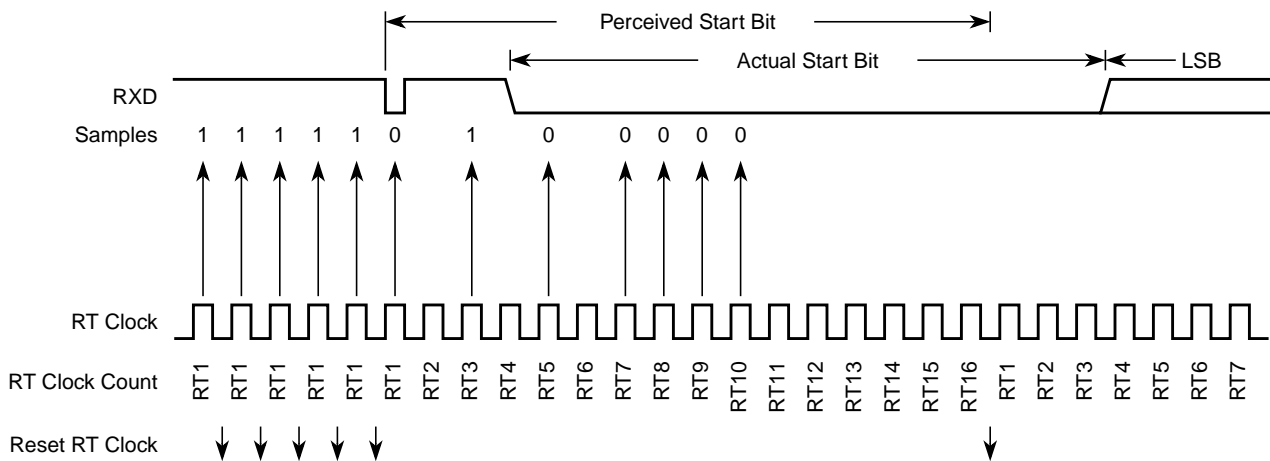 Perceived Start Bit
Actual Start Bit
LSB
RXD
Samples 1 1 1 1 1 0 1 0 0 0 0 0
RT Clock
RT Clock Count RT1 RT1 RT1 RT1 RT1 RT1 RT2 RT3 RT4 RT5 RT6 RT7 RT8 RT9 RT10 RT11 RT12 RT13 RT14 RT15 RT16 RT1 RT2 RT3 RT4 RT5 RT6 RT7
Reset RT Clock